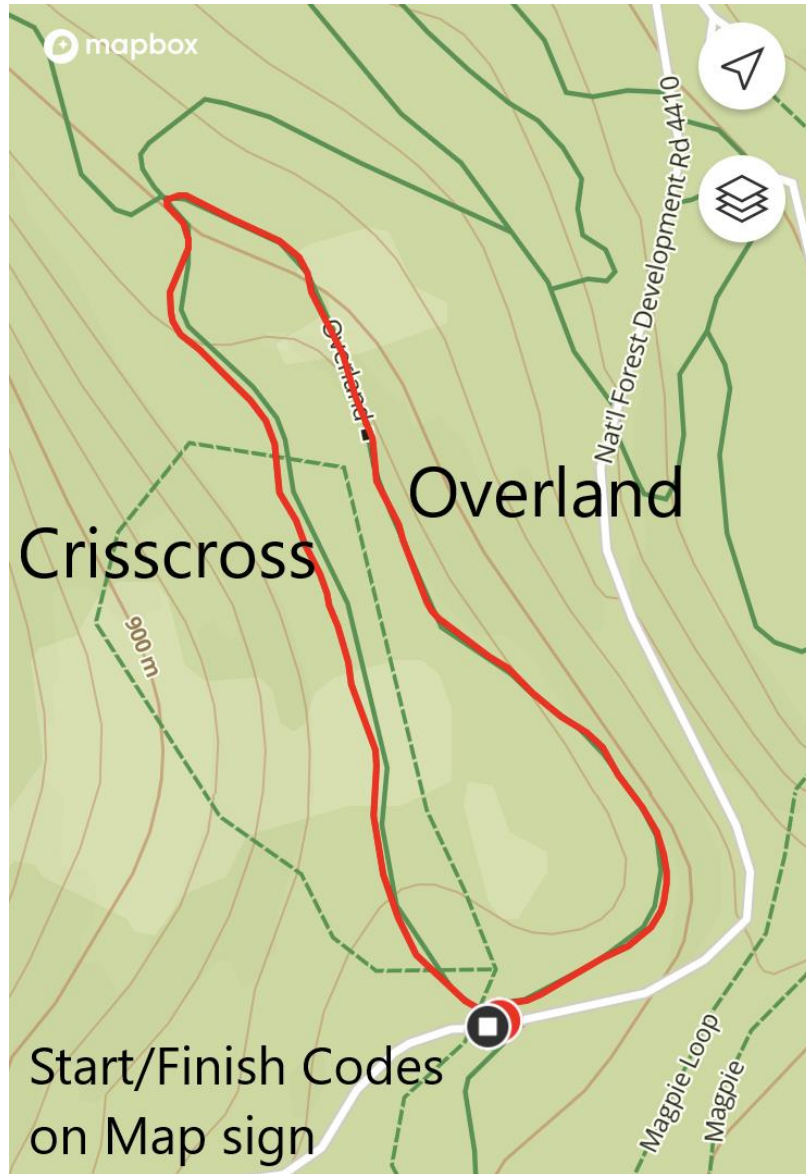 mapbox
Nat'l Forest Development Rd 4410
Overland
Overland
Crisscross
900 m
Start/Finish Codes
on Map sign
Magpie Loop
Magpie